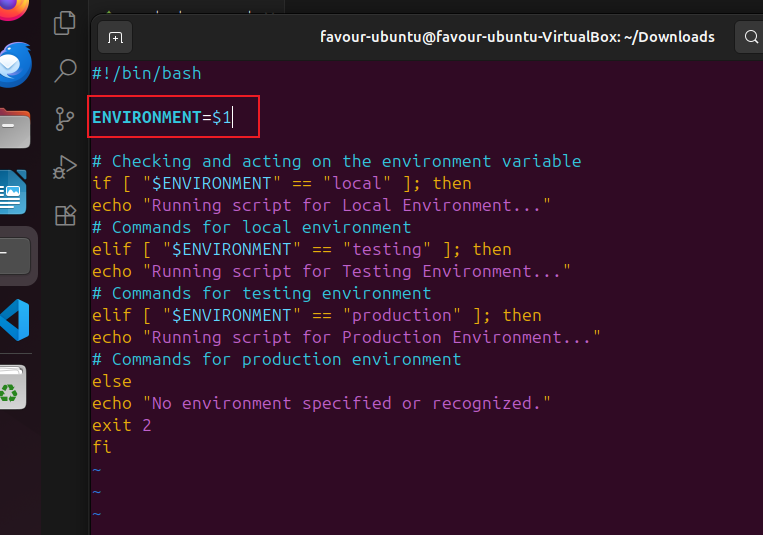 favour-ubuntu@favour-ubuntu-VirtualBox: ~/Downloads
#!/bin/bash
ENVIRONMENT=$1
# Checking and acting on the environment variable
if [ "$ENVIRONMENT" == "local" ]; then
echo "Running script for Local Environment..."
# Commands for local environment
elif [ "$ENVIRONMENT" == "testing" ]; then
echo "Running script for Testing Environment..."
# Commands for testing environment
elif [ "$ENVIRONMENT" == "production" ]; then
echo "Running script for Production Environment..."
# Commands for production environment
else
echo "No environment specified or recognized."
exit 2
fi
~
~
~